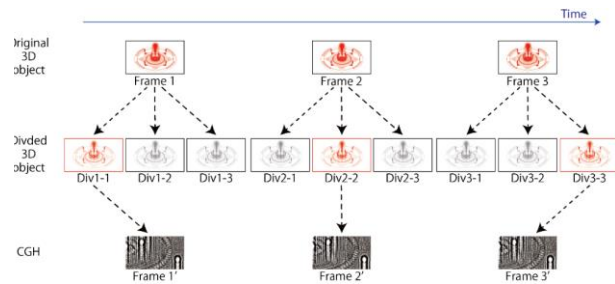 Time
Original
3D
object
Frame 1 Frame 2 Frame 3
Divded
3D
object
Div1-1 Div1-2 Div1-3 Div2-1 Div2-2 Div2-3 Div3-1 Div3-2 Div3-3
CGH
Frame 1' Frame 2' Frame 3'